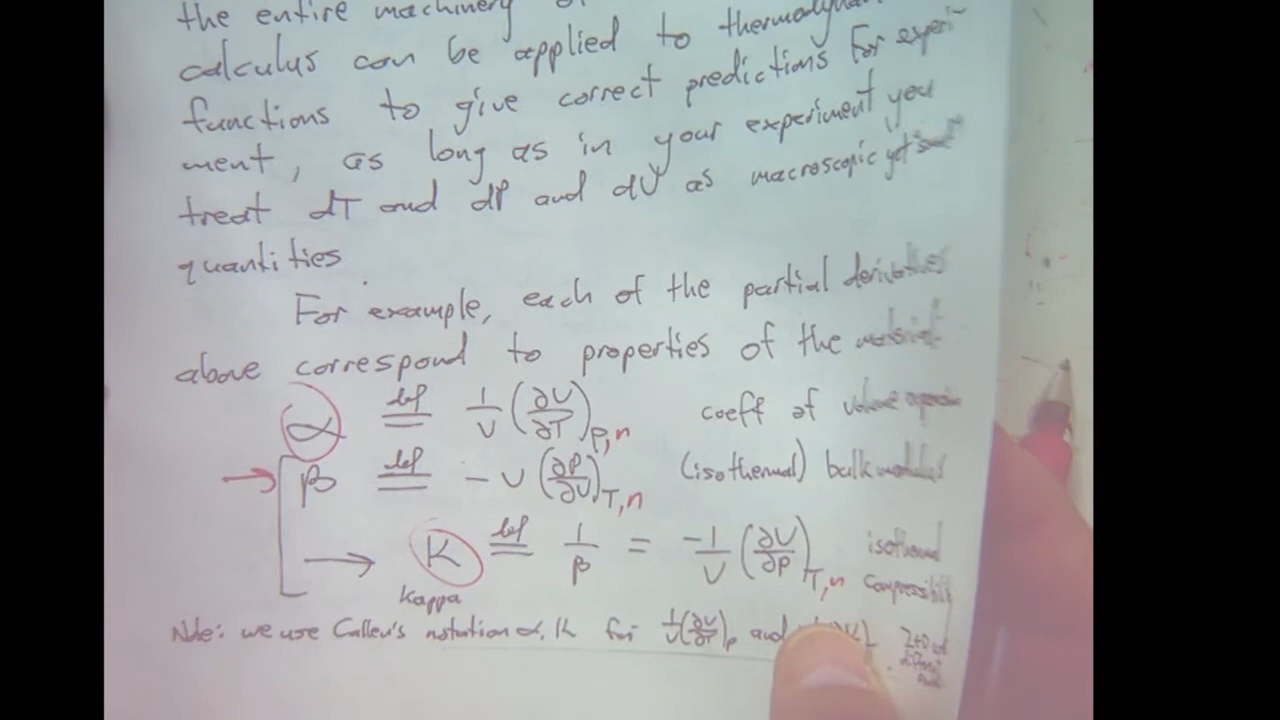 the entire machinery
calculus can be applied to thermodynam
functions to give correct predictions for experi-
ment, as long as in your experiment you
treat dT and dP and dV as macroscopic yet small
quantities.
For example, each of the partial derivatives
above correspond to properties of the material
α def= 1/V (∂V/∂T)P,n coeff of volume expansion
β def= -V (∂P/∂V)T,n (isothermal) bulk modulus
→ K def= 1/β = -1/V (∂V/∂P)T,n isothermal
Kappa compressibility
Note: we use Callen's notation α, K for 1/V(∂V/∂T)P and